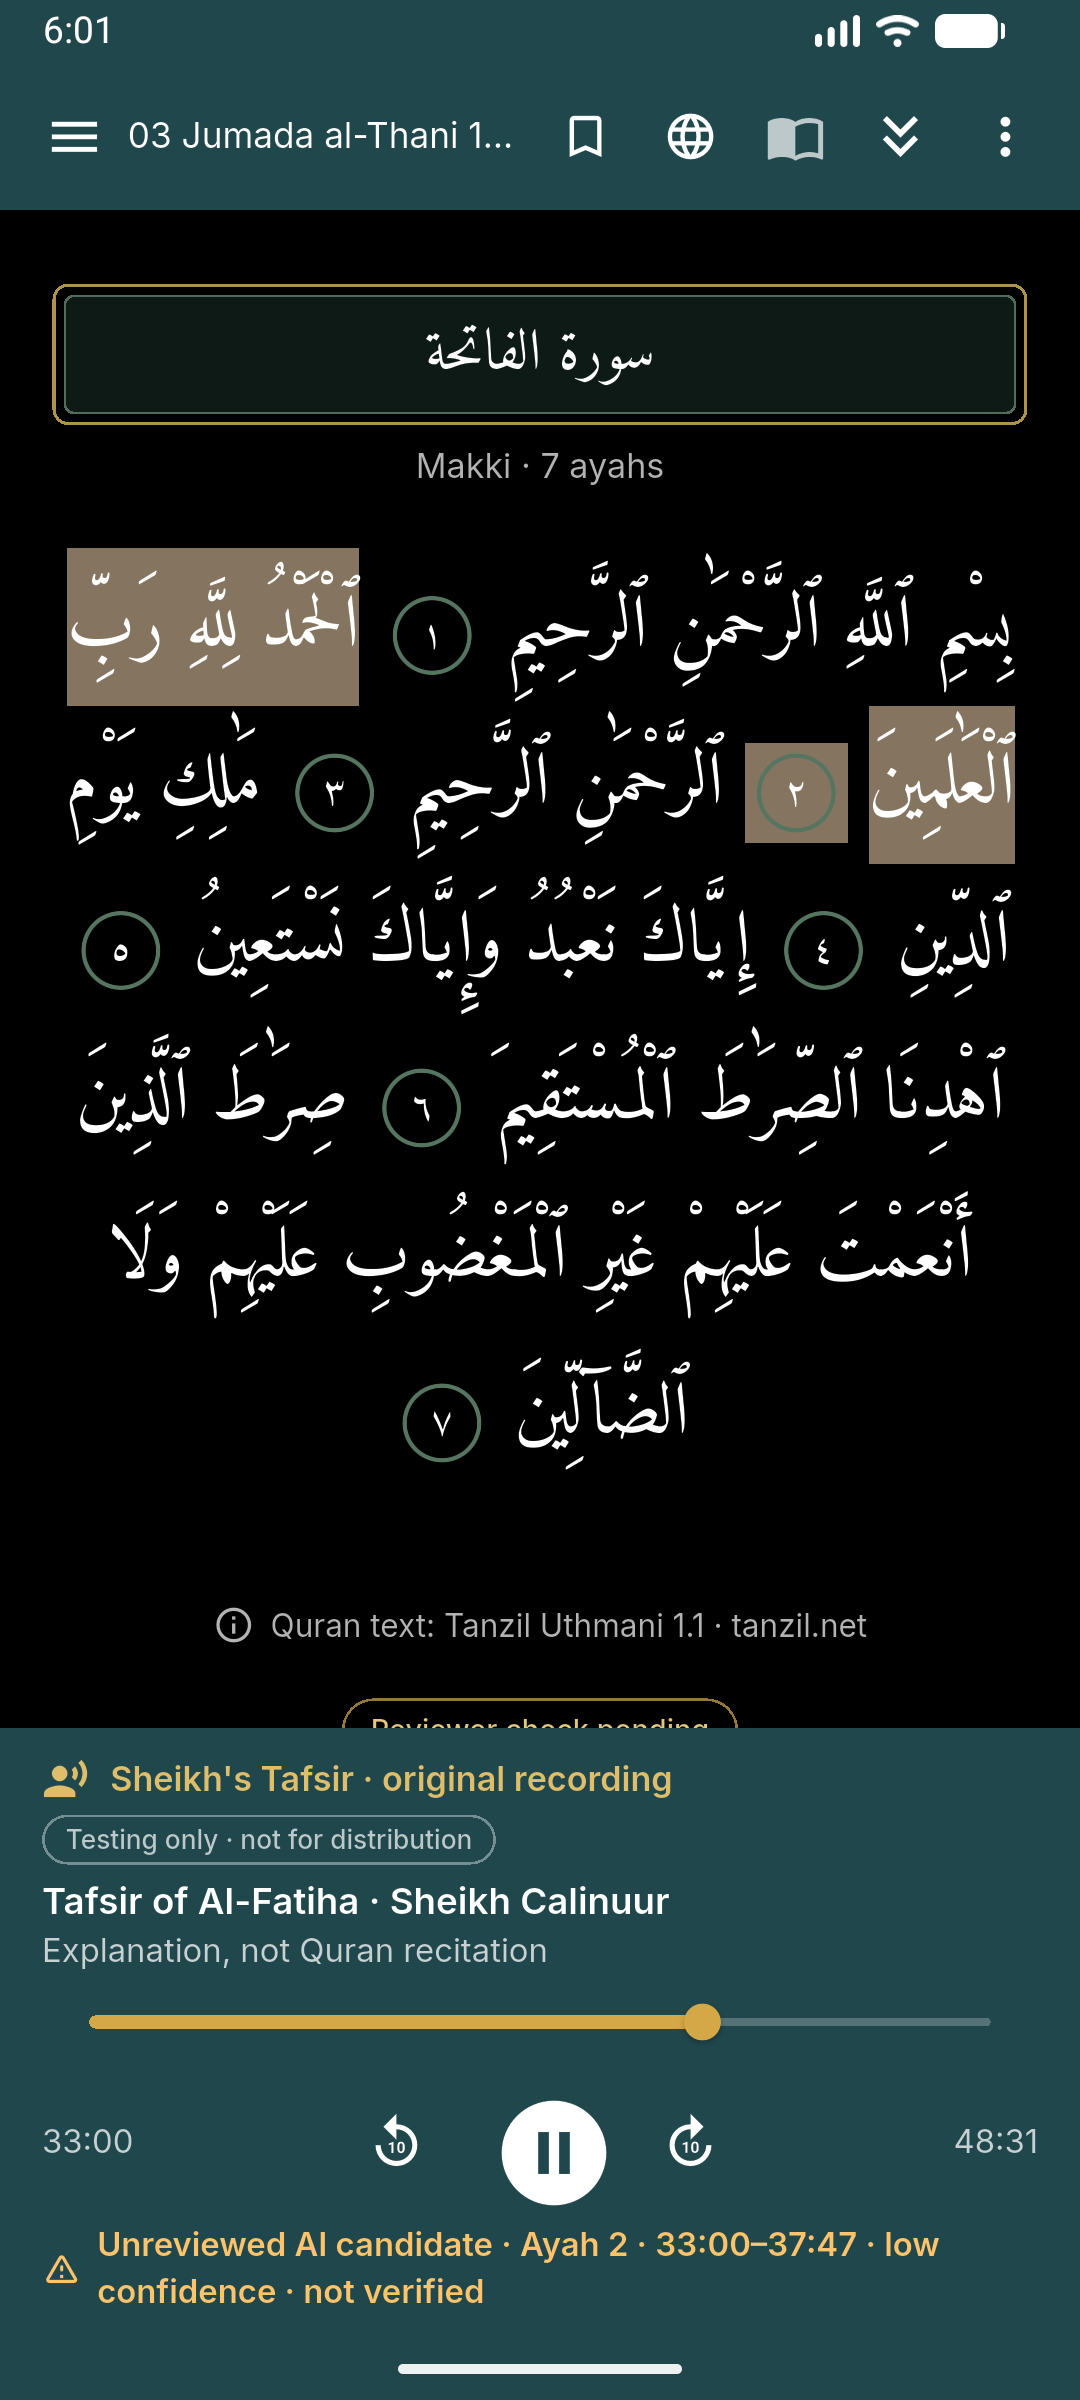 6:01
03 Jumada al-Thani 1...
سورة الفاتحة
Makki · 7 ayahs
بِسْمِ ٱللَّهِ ٱلرَّحْمَٰنِ ٱلرَّحِيمِ ١ ٱلْحَمْدُ لِلَّهِ رَبِّ
ٱلْعَٰلَمِينَ ٢ ٱلرَّحْمَٰنِ ٱلرَّحِيمِ ٣ مَٰلِكِ يَوْمِ
ٱلدِّينِ ٤ إِيَّاكَ نَعْبُدُ وَإِيَّاكَ نَسْتَعِينُ ٥
ٱهْدِنَا ٱلصِّرَٰطَ ٱلْمُسْتَقِيمَ ٦ صِرَٰطَ ٱلَّذِينَ
أَنْعَمْتَ عَلَيْهِمْ غَيْرِ ٱلْمَغْضُوبِ عَلَيْهِمْ وَلَا
ٱلضَّآلِّينَ ٧
Quran text: Tanzil Uthmani 1.1 · tanzil.net
Reviewer check pending
Sheikh's Tafsir · original recording
Testing only · not for distribution
Tafsir of Al-Fatiha · Sheikh Calinuur
Explanation, not Quran recitation
33:00 10 10 48:31
Unreviewed AI candidate · Ayah 2 · 33:00–37:47 · low
confidence · not verified